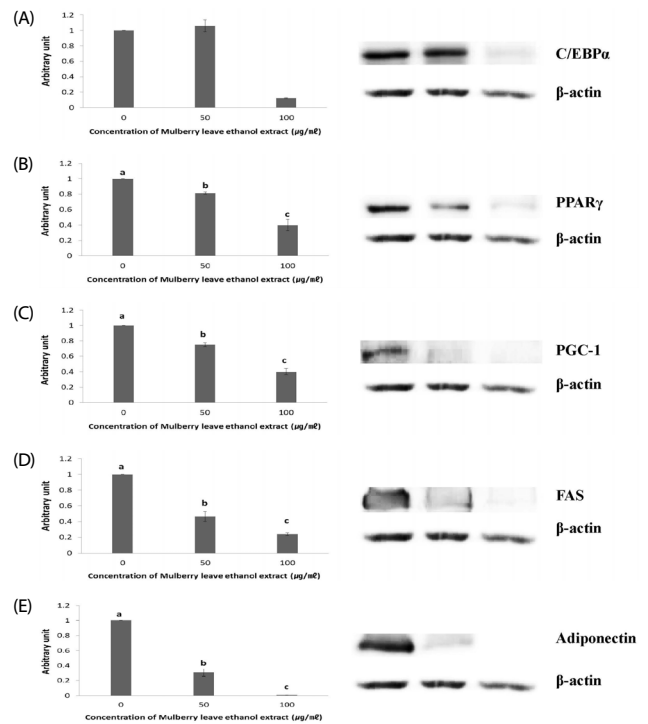 (A)
Arbitrary unit
1.2
1
0.8
0.6
0.4
0.2
0
0 50 100
Concentration of Mulberry leave ethanol extract (µg/㎖)
C/EBPα
β-actin
(B)
Arbitrary unit
1.2
1
0.8
0.6
0.4
0.2
0
a
b
c
0 50 100
Concentration of Mulberry leave ethanol extract (µg/㎖)
PPARγ
β-actin
(C)
Arbitrary unit
1.2
1
0.8
0.6
0.4
0.2
0
a
b
c
0 50 100
Concentration of Mulberry leave ethanol extract (µg/㎖)
PGC-1
β-actin
(D)
Arbitrary unit
1.2
1
0.8
0.6
0.4
0.2
0
a
b
c
0 50 100
Concentration of Mulberry leave ethanol extract (µg/㎖)
FAS
β-actin
(E)
Arbitrary unit
1.2
1
0.8
0.6
0.4
0.2
0
a
b
c
0 50 100
Concentration of Mulberry leave ethanol extract (µg/㎖)
Adiponectin
β-actin